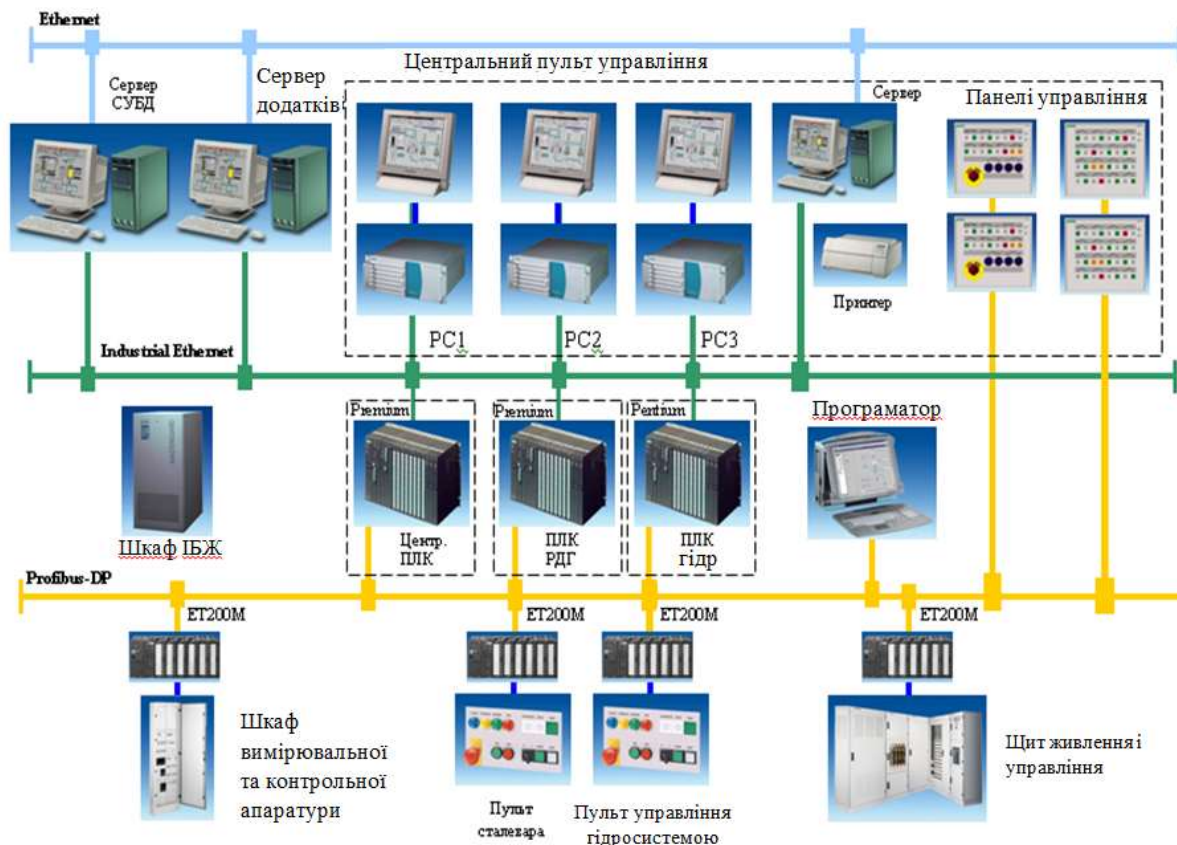 Ethernet
Центральний пульт управління
Сервер
СУБД
Сервер
додатків
Сервер
Панелі управління
Принтер
PC1
PC2
PC3
Industrial Ethernet
Premium
Premium
Pentium
Програматор
Шкаф ІБЖ
Центр.
ПЛК
ПЛК
РДГ
ПЛК
гідр
Profibus-DP
ET200M
ET200M
ET200M
ET200M
Шкаф
вимірювальної
та контрольної
апаратури
Пульт
сталевара
Пульт управління
гідросистемою
Щит живлення і
управління